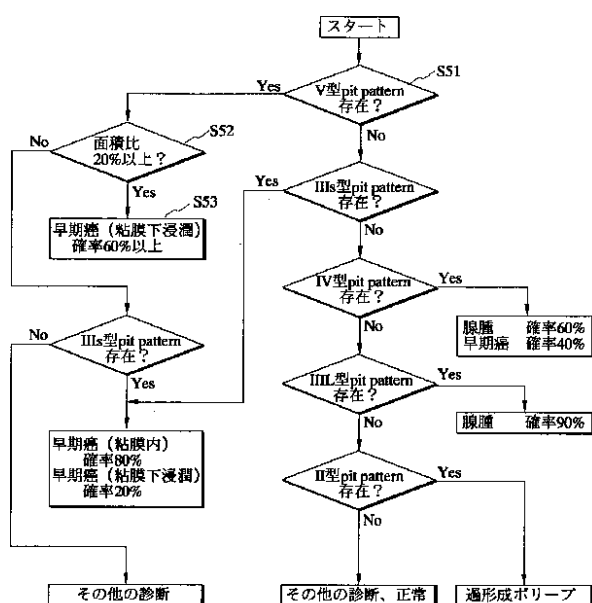 スタート
S51
V型pit pattern
存在？
Yes
No
S52
面積比
20%以上？
No
Yes
S53
早期癌（粘膜下浸潤）
確率60%以上
IIIs型pit pattern
存在？
Yes
No
IV型pit pattern
存在？
Yes
No
腺腫 確率60%
早期癌 確率40%
IIIs型pit pattern
存在？
No
Yes
IIIL型pit pattern
存在？
Yes
No
腺腫 確率90%
早期癌（粘膜内）
確率80%
早期癌（粘膜下浸潤）
確率20%
II型pit pattern
存在？
Yes
No
その他の診断
その他の診断、正常
過形成ポリープ